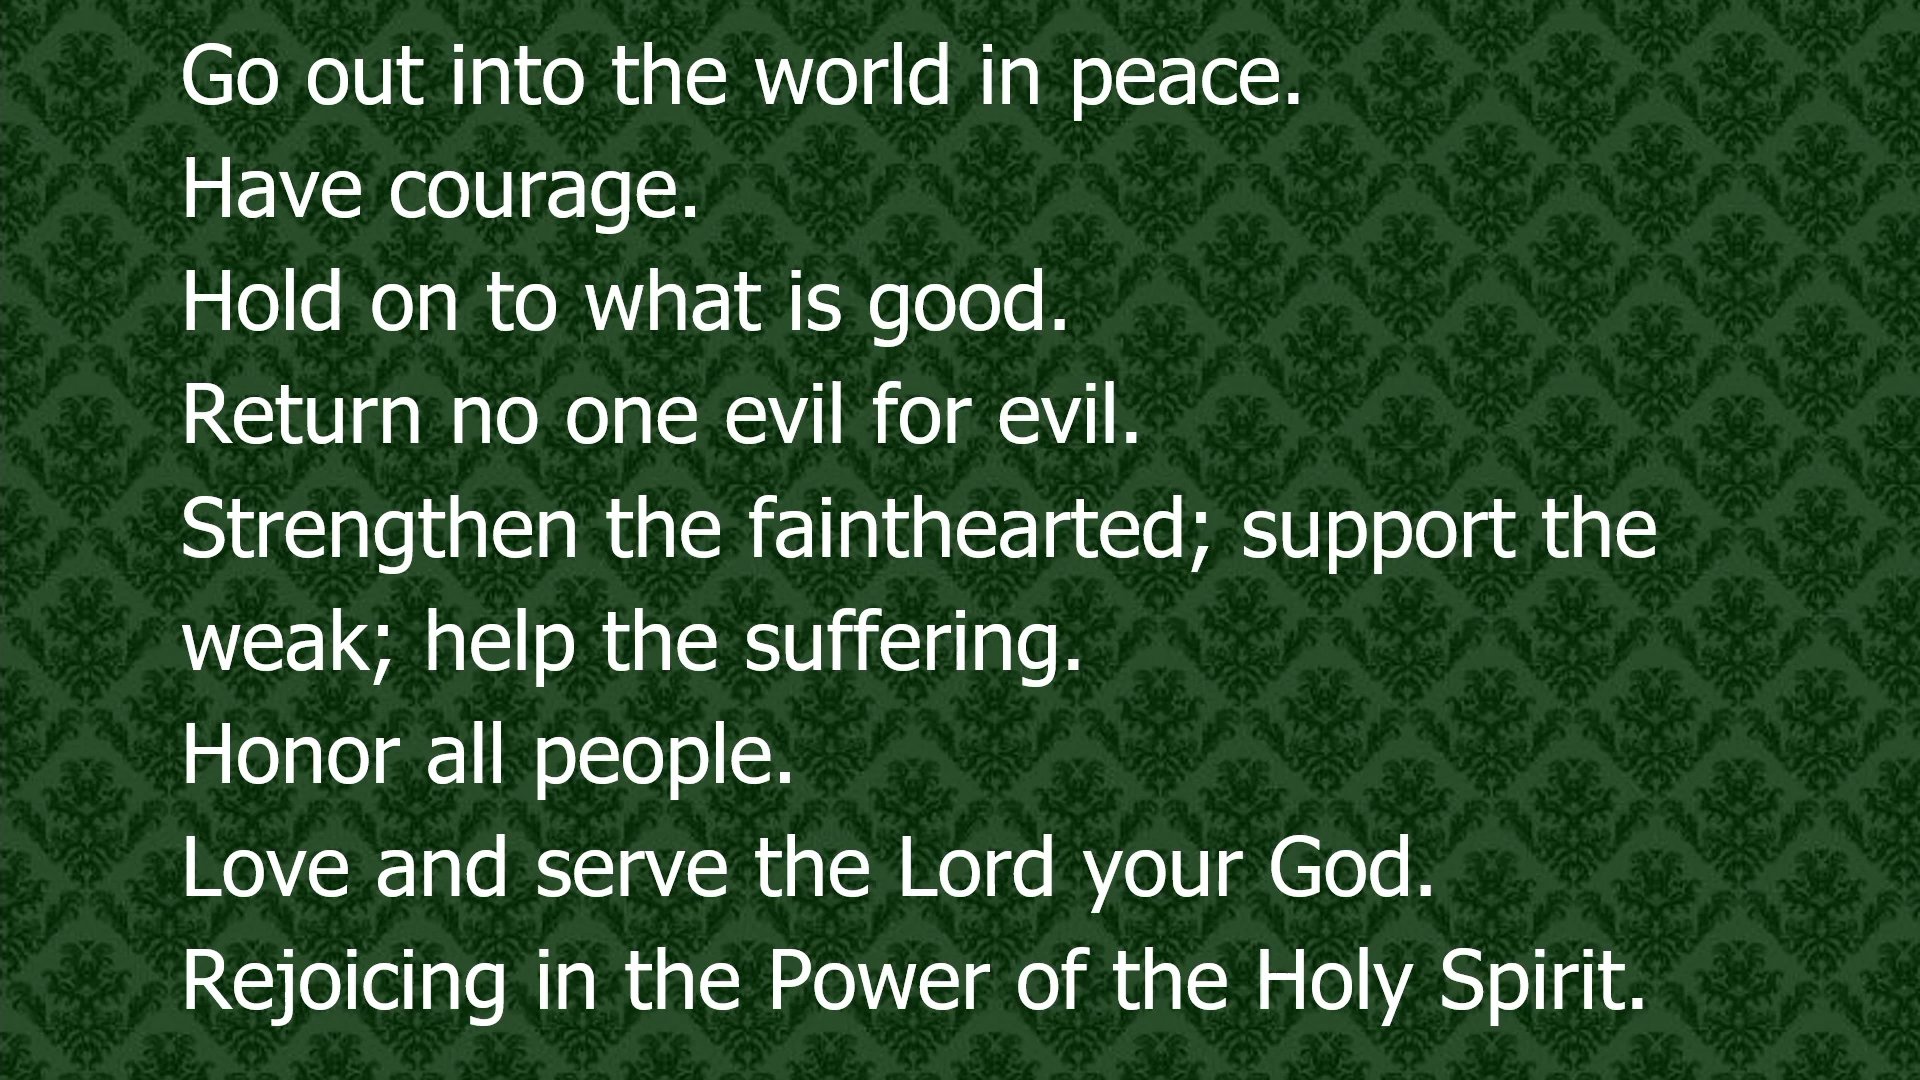 Go out into the world in peace.
Have courage.
Hold on to what is good.
Return no one evil for evil.
Strengthen the fainthearted; support the
weak; help the suffering.
Honor all people.
Love and serve the Lord your God.
Rejoicing in the Power of the Holy Spirit.